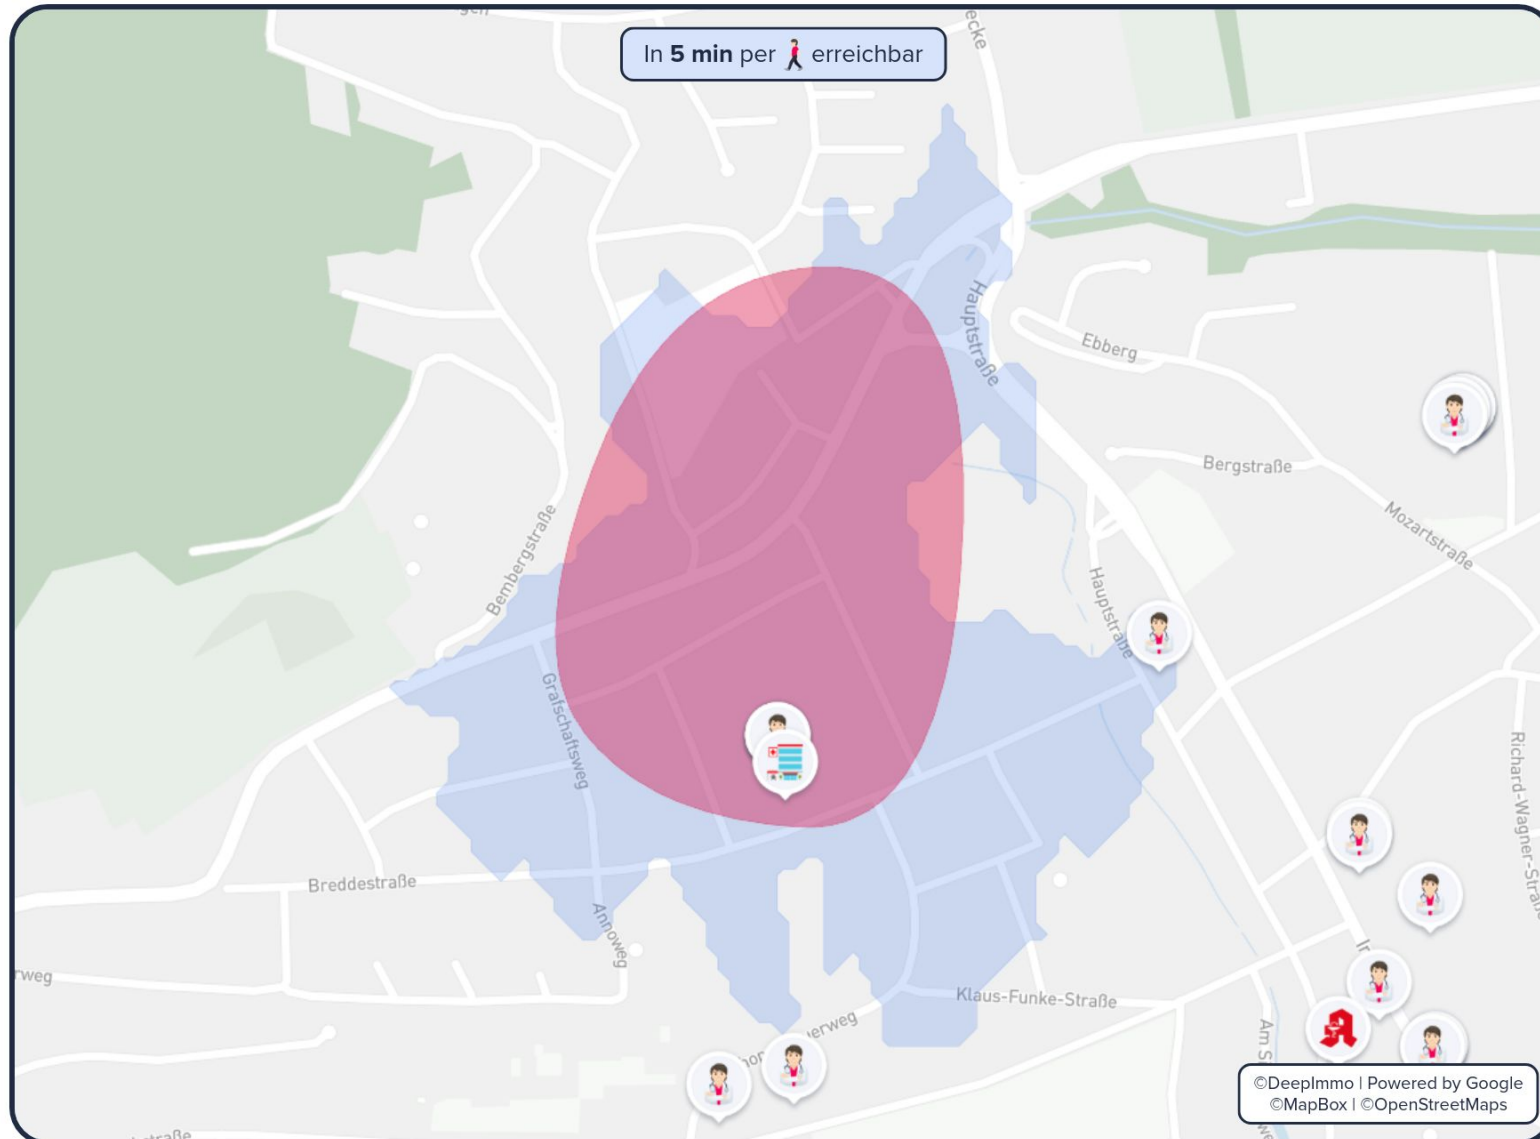 In 5 min per erreichbar
Hauptstraße
Ebberg
Bergstraße
Mozartstraße
Bembergstraße
Hauptstraße
Grafschaftsweg
Richard-Wagner-Straße
Breddestraße
Annoweg
rweg
Klaus-Funke-Straße
erweg
©DeepImmo | Powered by Google
©MapBox | ©OpenStreetMaps